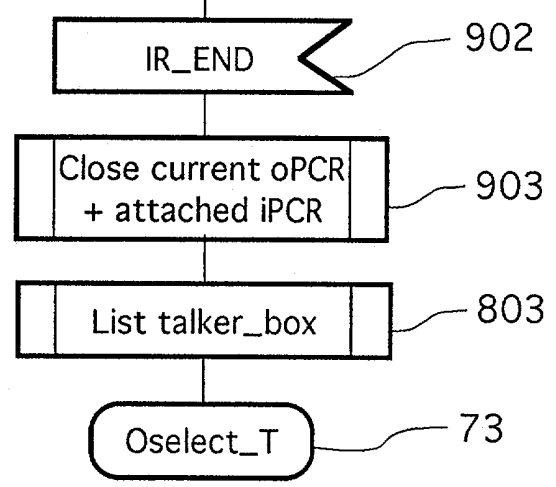 IR_END
902
Close current oPCR
+ attached iPCR
903
List talker_box
803
Oselect_T
73